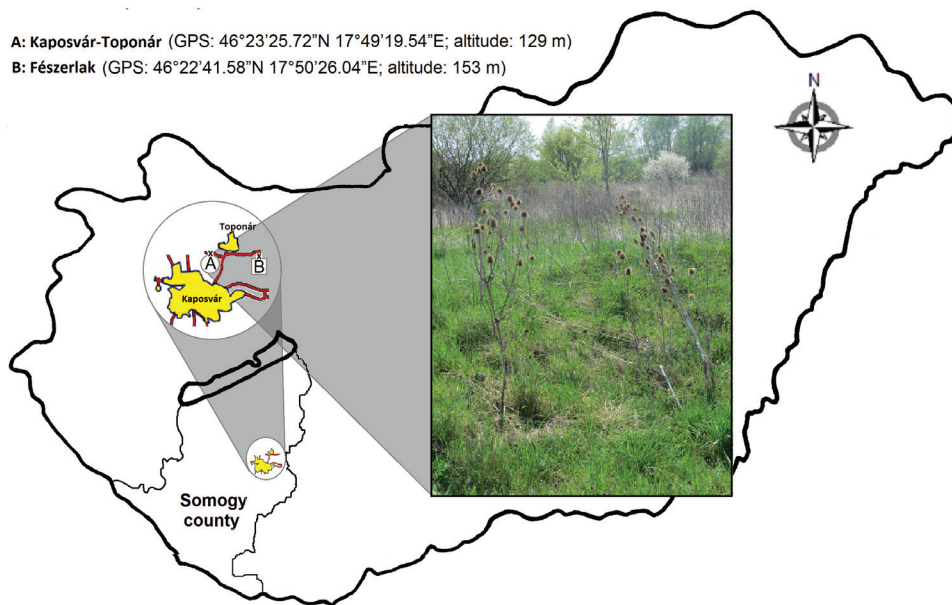 A: Kaposvár-Toponár (GPS: 46°23’25.72”N 17°49’19.54”E; altitude: 129 m)
B: Fészerlak (GPS: 46°22’41.58”N 17°50’26.04”E; altitude: 153 m)
N
Toponár
x
x
A
B
Kaposvár
Somogy
county